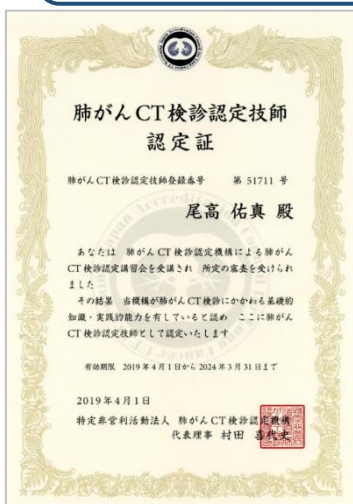 肺がんCT検診認定技師
認定証
肺がんCT検診認定技師登録番号　第 51711 号
尾高 佑真 殿
あなたは 肺がんCT検診認定機構による肺がん
CT検診認定講習会を受講され 所定の審査を受けられ
ました
その結果 当機構が肺がんCT検診にかかわる基礎的
知識・実践的能力を有していると認め ここに肺がん
CT検診認定技師として認定いたします
有効期限 2019年4月1日から2024年3月31日まで
2019年4月1日
特定非営利活動法人 肺がんCT検診認定機構
代表理事 村田 喜代史